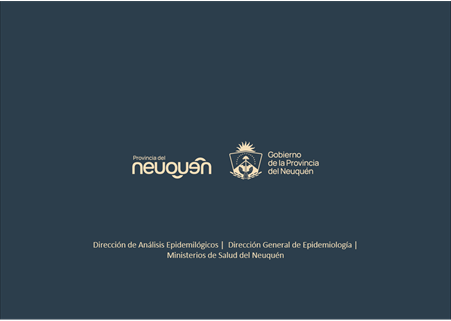 Provincia del
neuquén
Gobierno
de la Provincia
del Neuquén
Dirección de Análisis Epidemilógicos | Dirección General de Epidemiología |
Ministerios de Salud del Neuquén